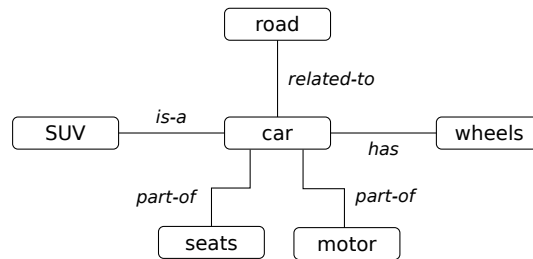 road
related-to
is-a
SUV
car
wheels
has
part-of
part-of
seats
motor